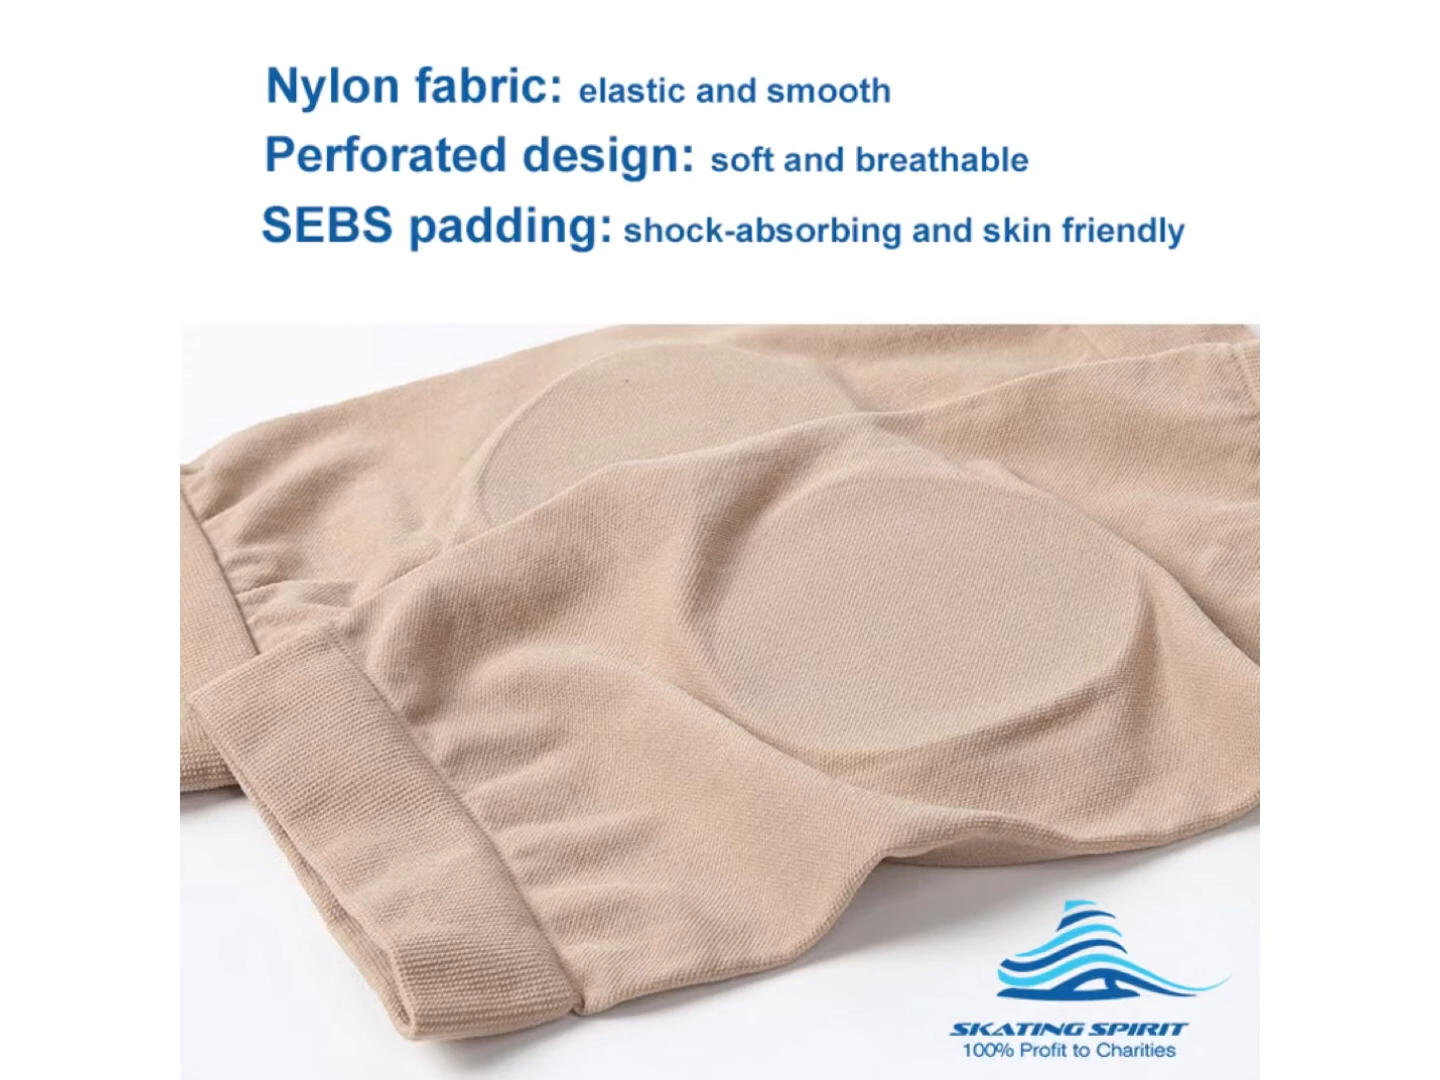 Nylon fabric: elastic and smooth
Perforated design: soft and breathable
SEBS padding: shock-absorbing and skin friendly
SKATING SPIRIT
100% Profit to Charities